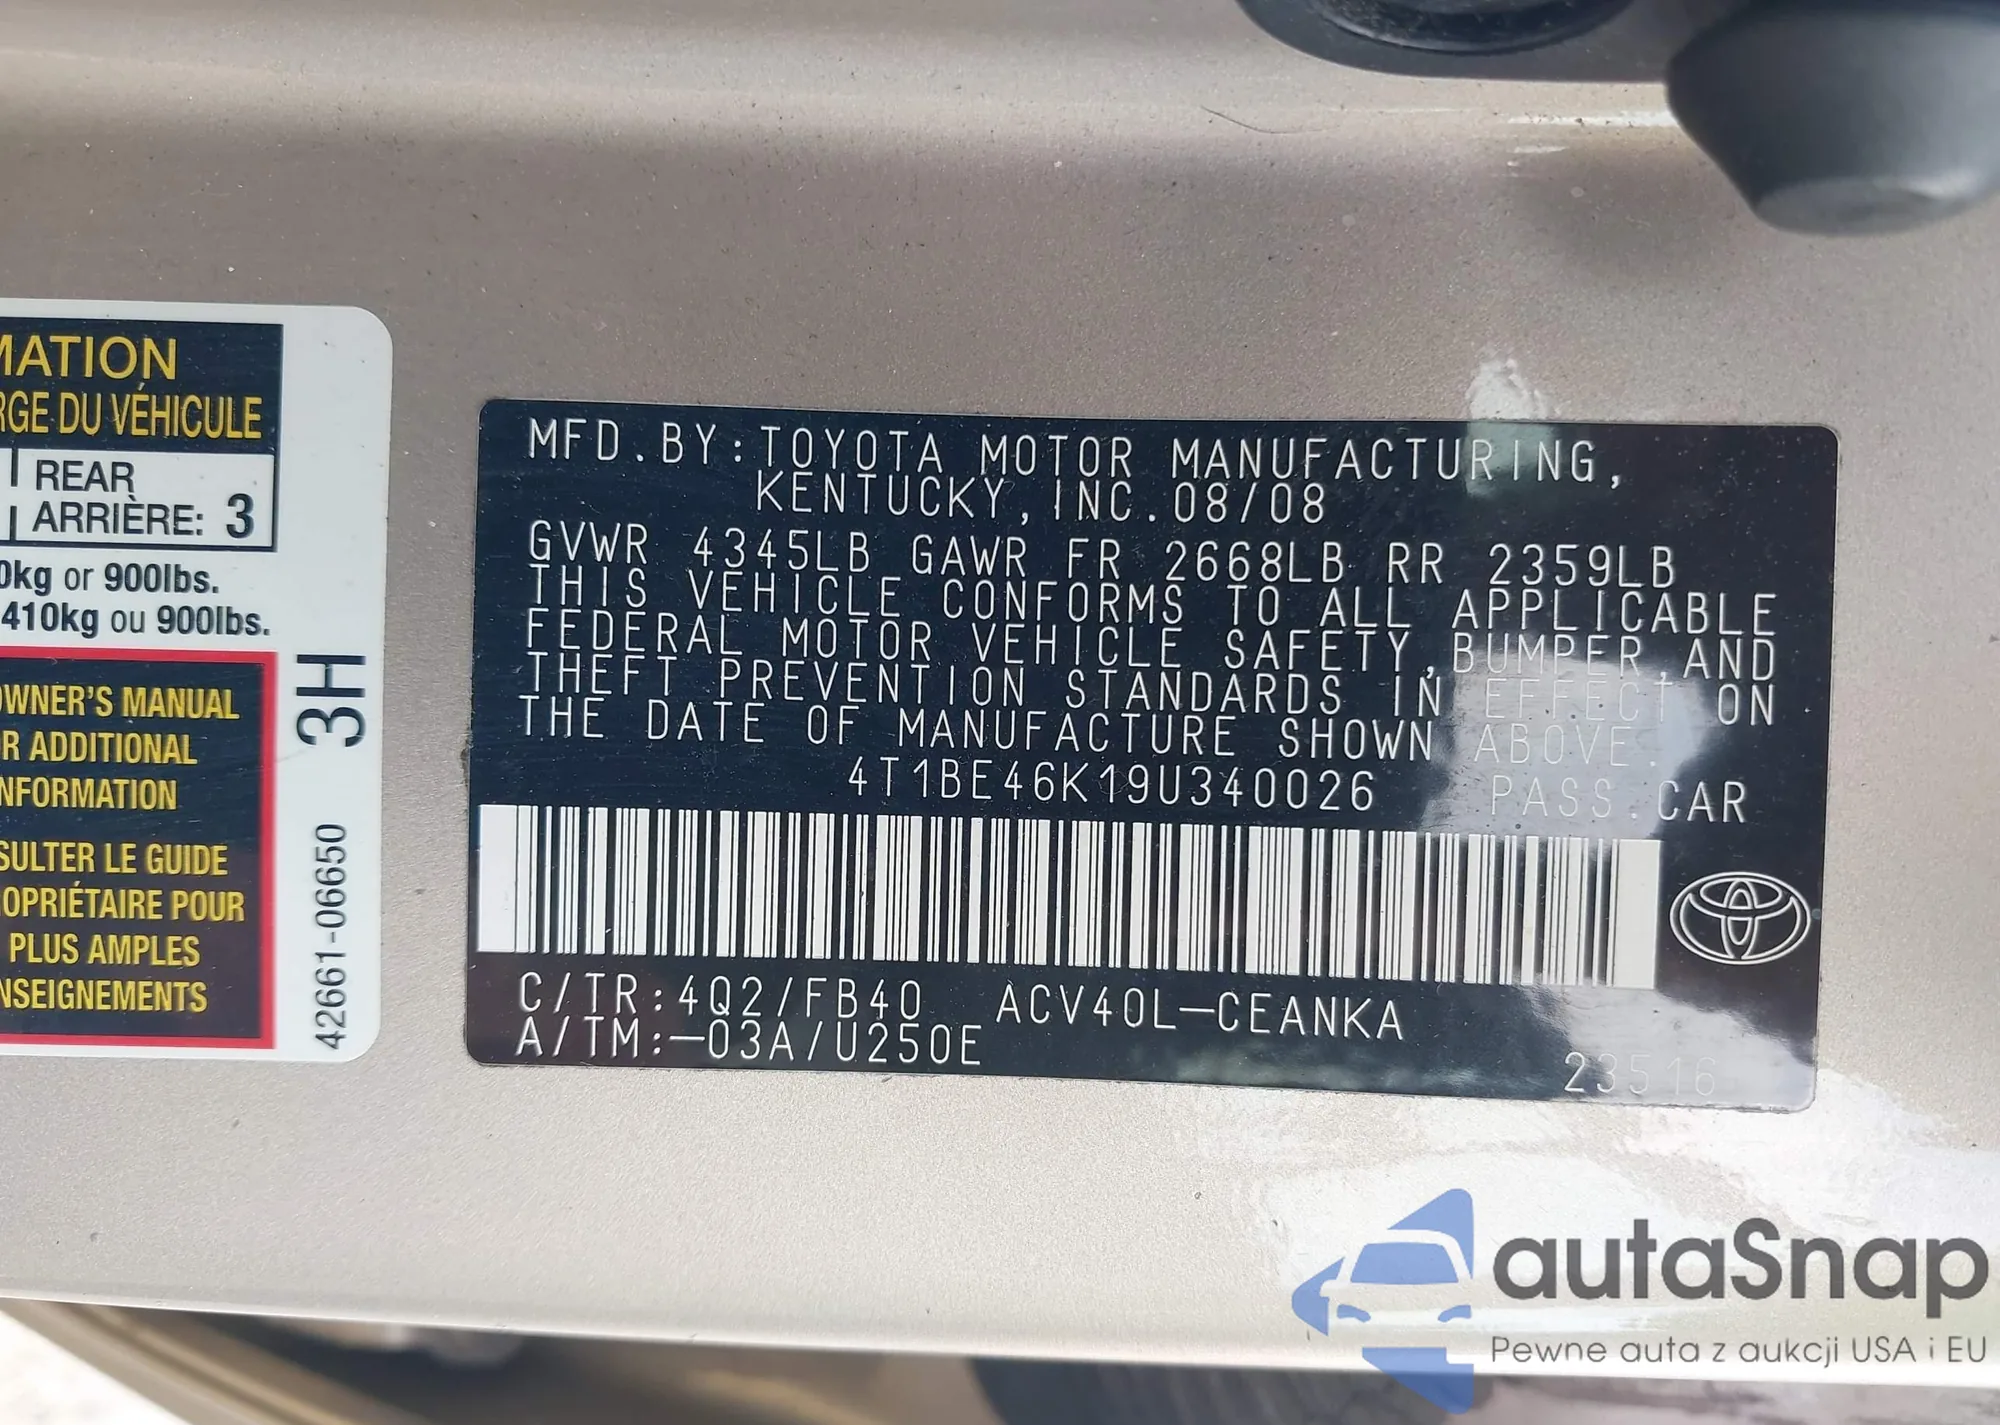 MATION
RGE DU VÉHICULE
REAR
ARRIÈRE: 3
0kg or 900lbs.
410kg ou 900lbs.
OWNER'S MANUAL
R ADDITIONAL
NFORMATION
SULTER LE GUIDE
OPRIÉTAIRE POUR
PLUS AMPLES
NSEIGNEMENTS
3H
42661-06650
MFD. BY: TOYOTA MOTOR MANUFACTURING,
KENTUCKY, INC. 08/08
GVWR 4345LB GAWR FR 2668LB RR 2359LB
THIS VEHICLE CONFORMS TO ALL APPLICABLE
FEDERAL MOTOR VEHICLE SAFETY, BUMPER, AND
THEFT PREVENTION STANDARDS IN EFFECT ON
THE DATE OF MANUFACTURE SHOWN ABOVE.
4T1BE46K19U340026 PASS. CAR
C/TR: 4Q2/FB40 ACV40L-CEANKA
A/TM:-03A/U250E
23516
autaSnap
Pewne auta z aukcji USA i EU